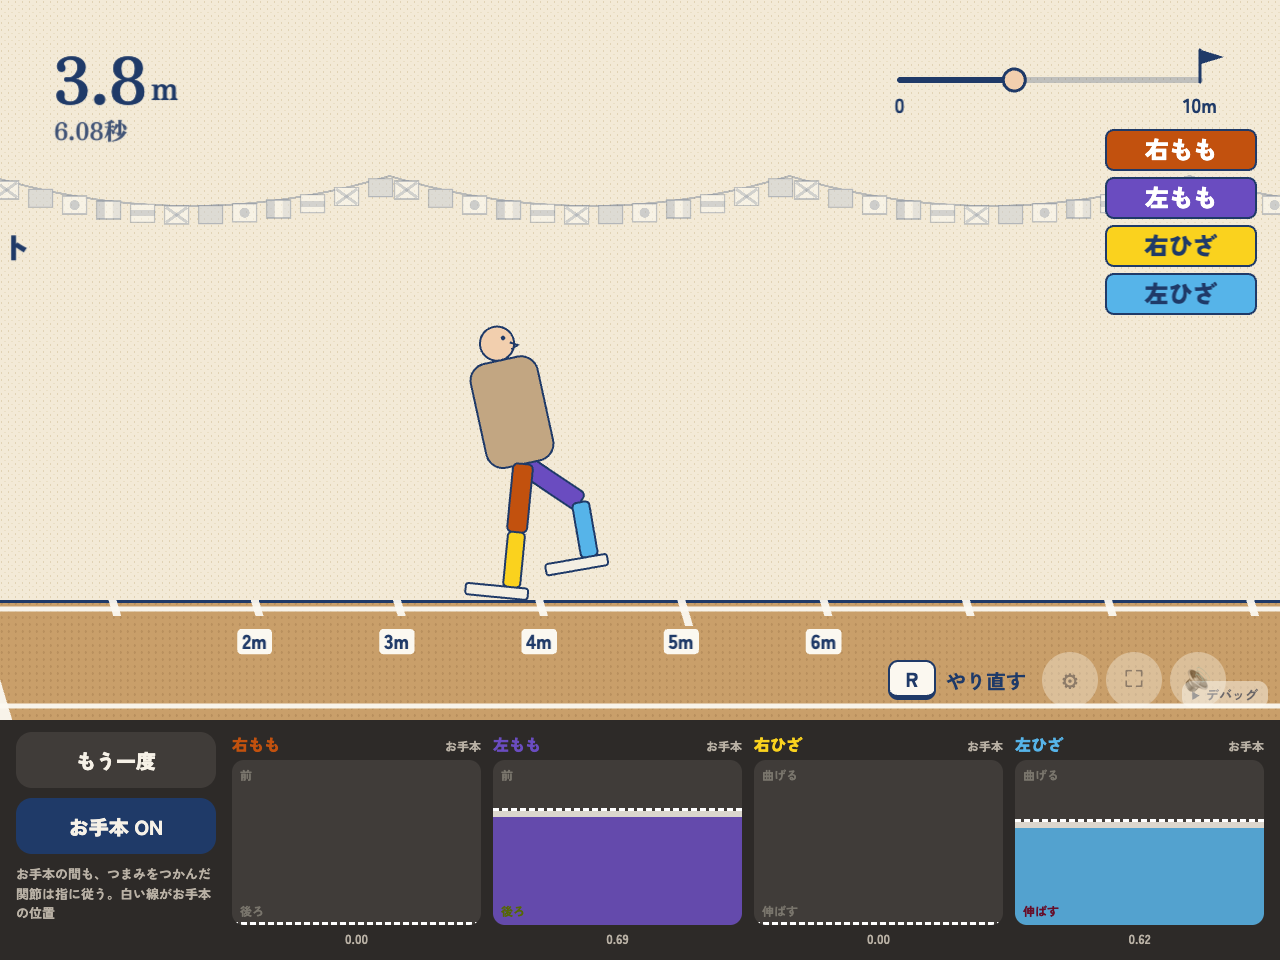 3.8m
6.08秒
0
10m
右もも
左もも
右ひざ
左ひざ
ト
2m
3m
4m
5m
6m
R やり直す
▶ デバッグ
もう一度
お手本 ON
お手本の間も、つまみをつかんだ
関節は指に従う。白い線がお手本
の位置
右もも お手本
前
後ろ
0.00
左もも お手本
前
後ろ
0.69
右ひざ お手本
曲げる
伸ばす
0.00
左ひざ お手本
曲げる
伸ばす
0.62